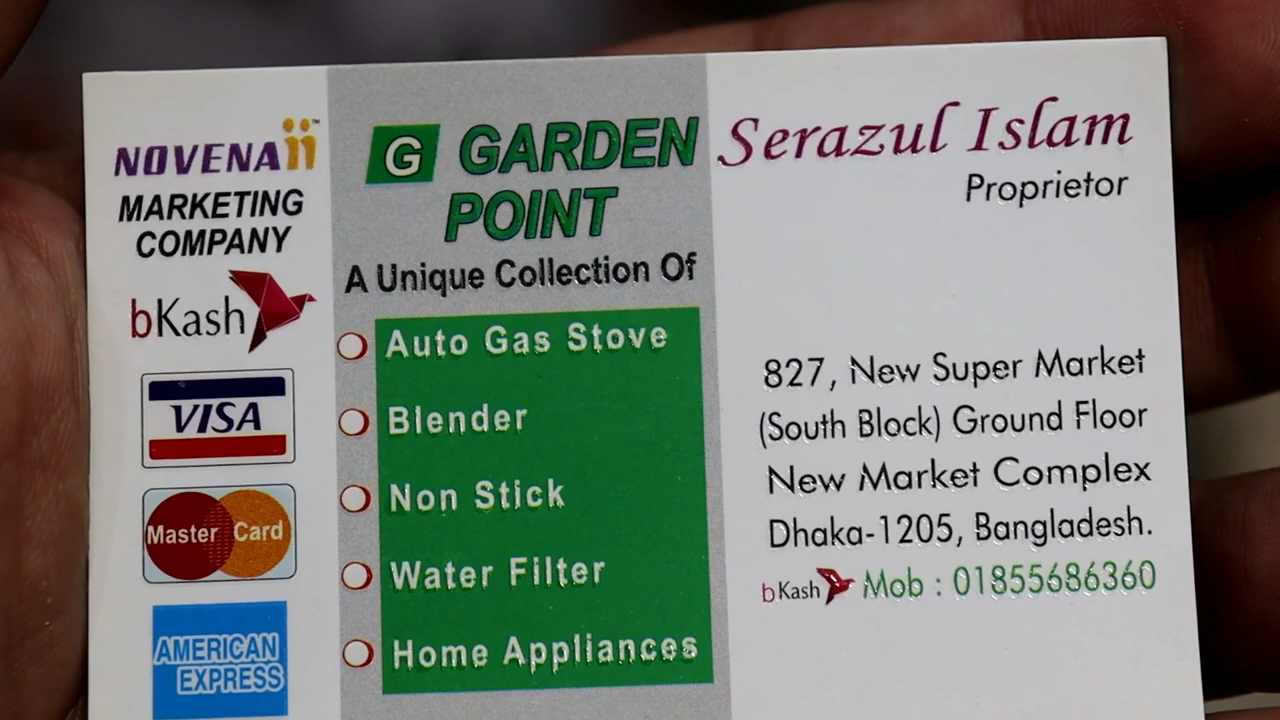 NOVENA ii™
MARKETING
COMPANY
bKash
VISA
Master Card
AMERICAN
EXPRESS
G GARDEN
POINT
A Unique Collection Of
Auto Gas Stove
Blender
Non Stick
Water Filter
Home Appliances
Serazul Islam
Proprietor
827, New Super Market
(South Block) Ground Floor
New Market Complex
Dhaka-1205, Bangladesh.
bKash Mob : 01855686360